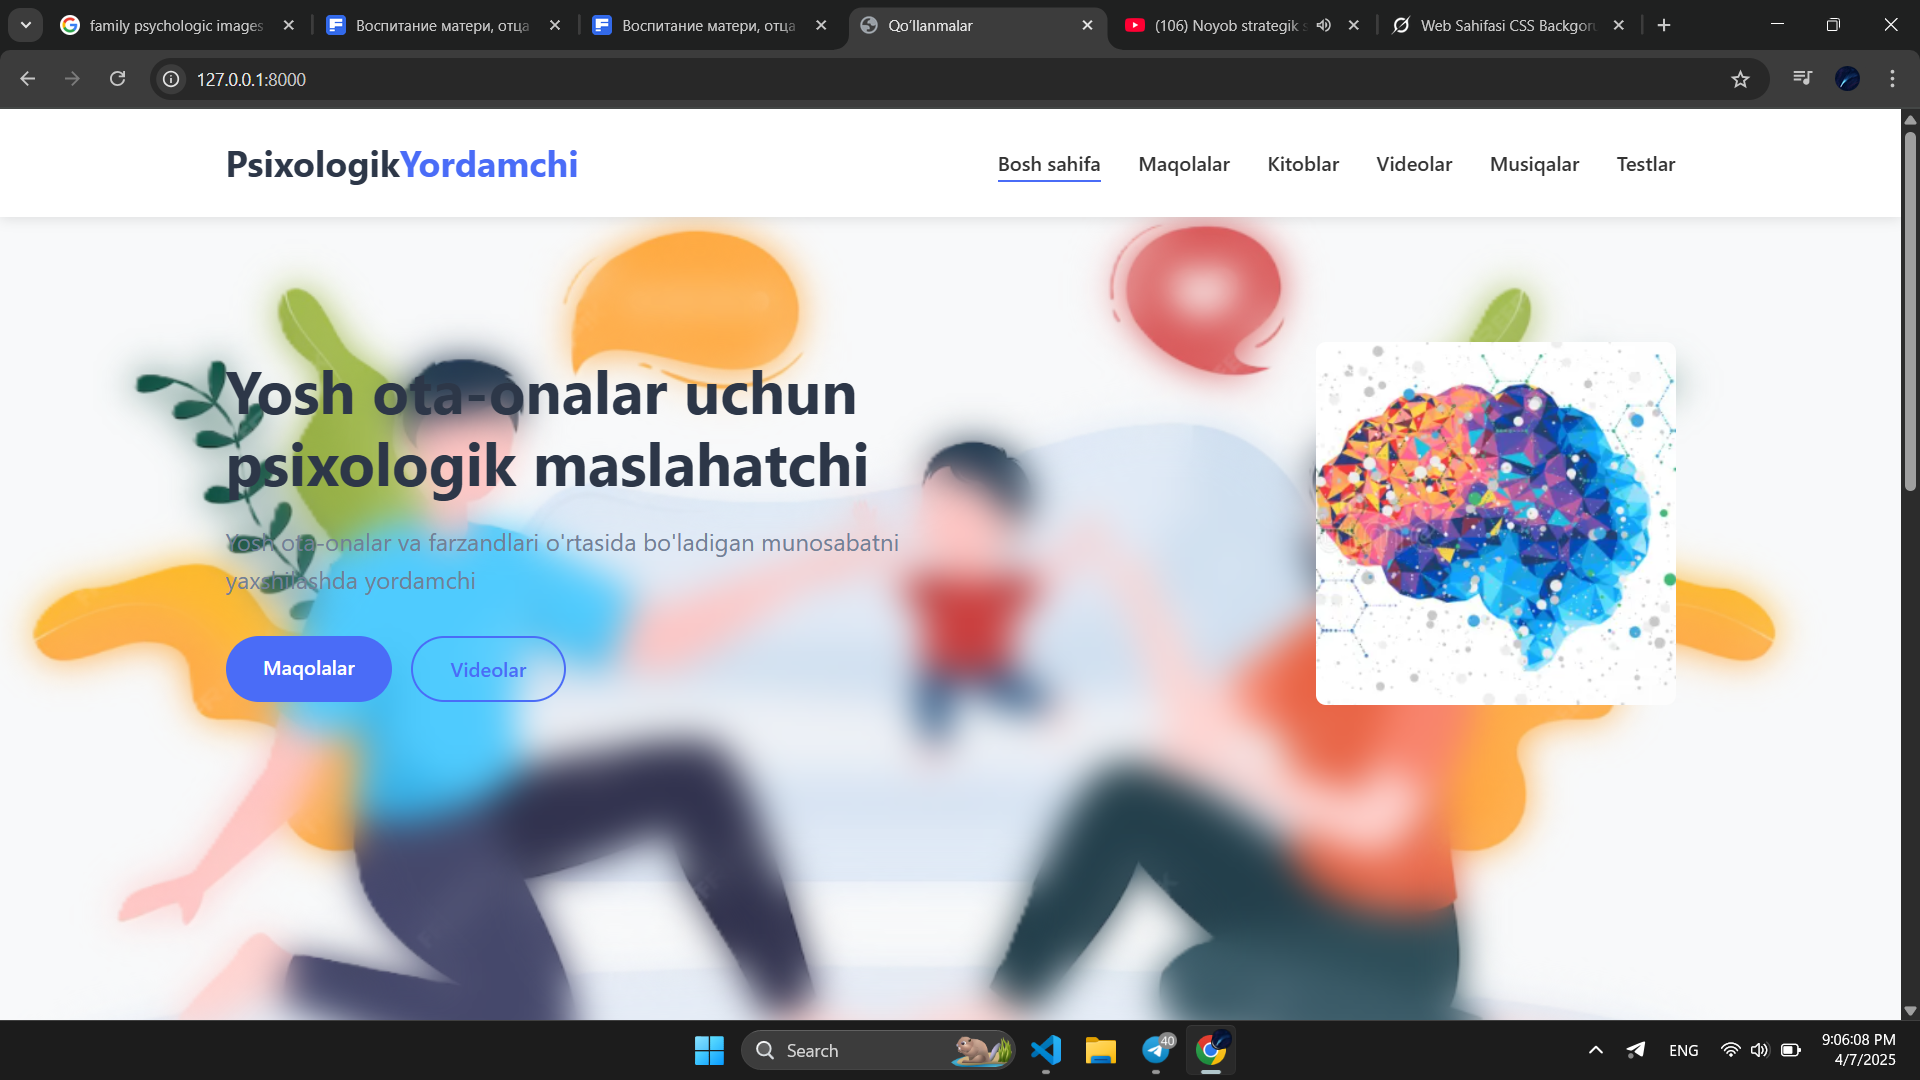 family psychologic images
Воспитание матери, отца
Воспитание матери, отца
Qo'llanmalar
(106) Noyob strategik
Web Sahifasi CSS Backgor
127.0.0.1:8000
PsixologikYordamchi
Bosh sahifa
Maqolalar
Kitoblar
Videolar
Musiqalar
Testlar
Yosh ota-onalar uchun
psixologik maslahatchi
Yosh ota-onalar va farzandlari o'rtasida bo'ladigan munosabatni
yaxshilashda yordamchi
Maqolalar
Videolar
Search
40
ENG
9:06:08 PM
4/7/2025